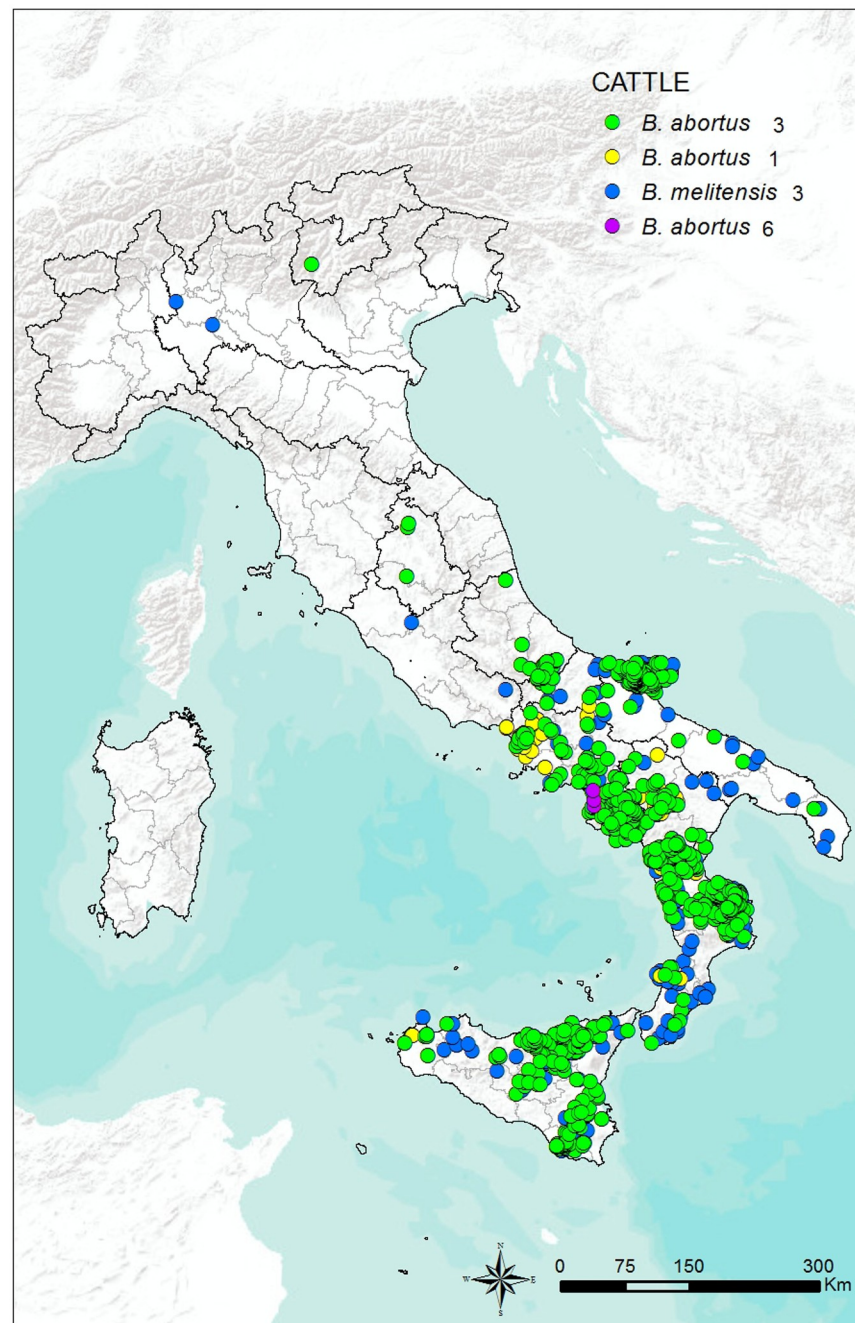 CATTLE
B. abortus 3
B. abortus 1
B. melitensis 3
B. abortus 6
N
W E
S
0 75 150 300
Km